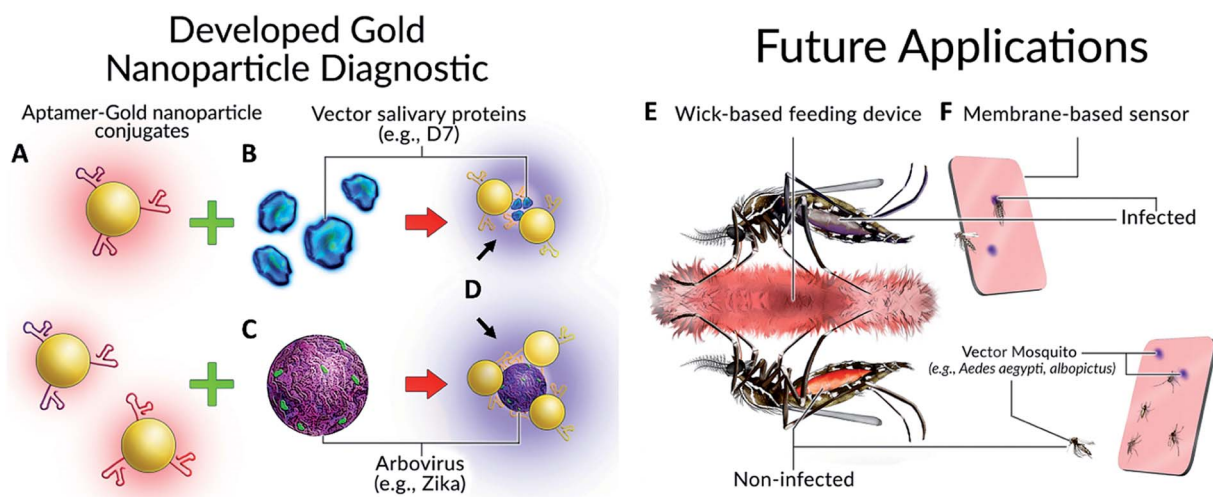 Developed Gold
Nanoparticle Diagnostic
Aptamer-Gold nanoparticle
conjugates
A
B
Vector salivary proteins
(e.g., D7)
C
D
Arbovirus
(e.g., Zika)
Future Applications
E
Wick-based feeding device
F
Membrane-based sensor
Infected
Vector Mosquito
(e.g., Aedes aegypti, albopictus)
Non-infected